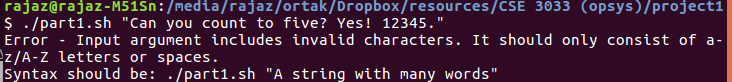 rajaz@rajaz-M51Sn:/media/rajaz/ortak/Dropbox/resources/CSE 3033 (opsys)/project1
$ ./part1.sh "Can you count to five? Yes! 12345."
Error - Input argument includes invalid characters. It should only consist of a-
z/A-Z letters or spaces.
Syntax should be: ./part1.sh "A string with many words"